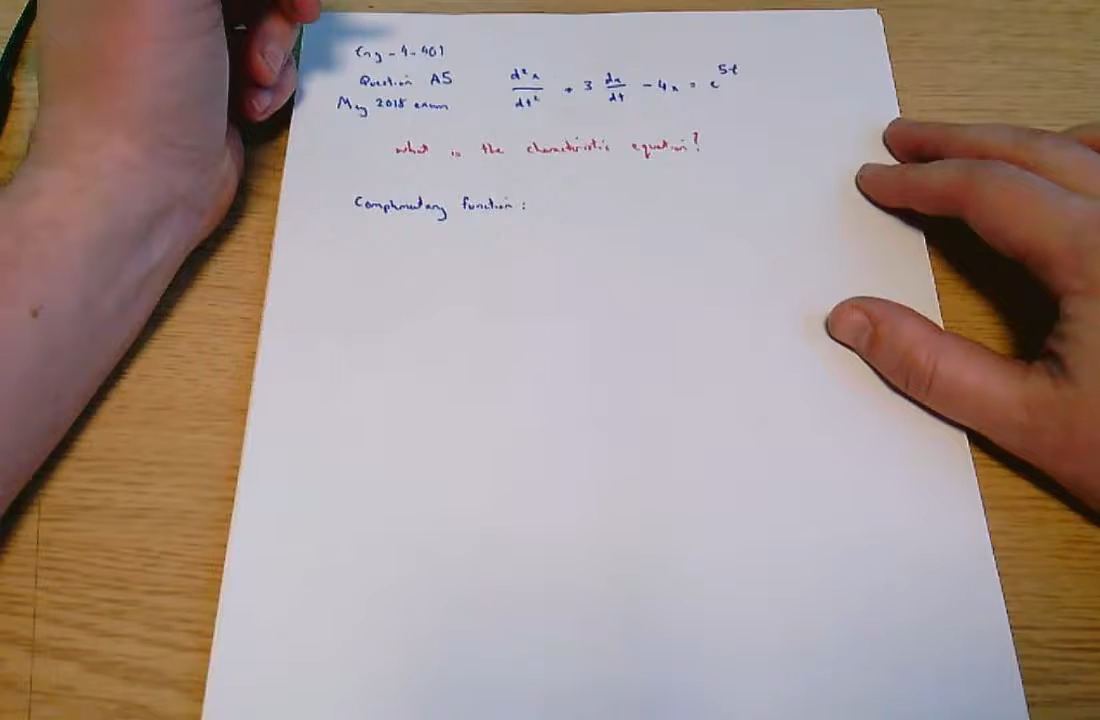 Eng-4-401
Question A5
May 2018 exam
d²x/dt² + 3 dx/dt - 4x = e^5t
What is the characteristic equation?
Complementary function: